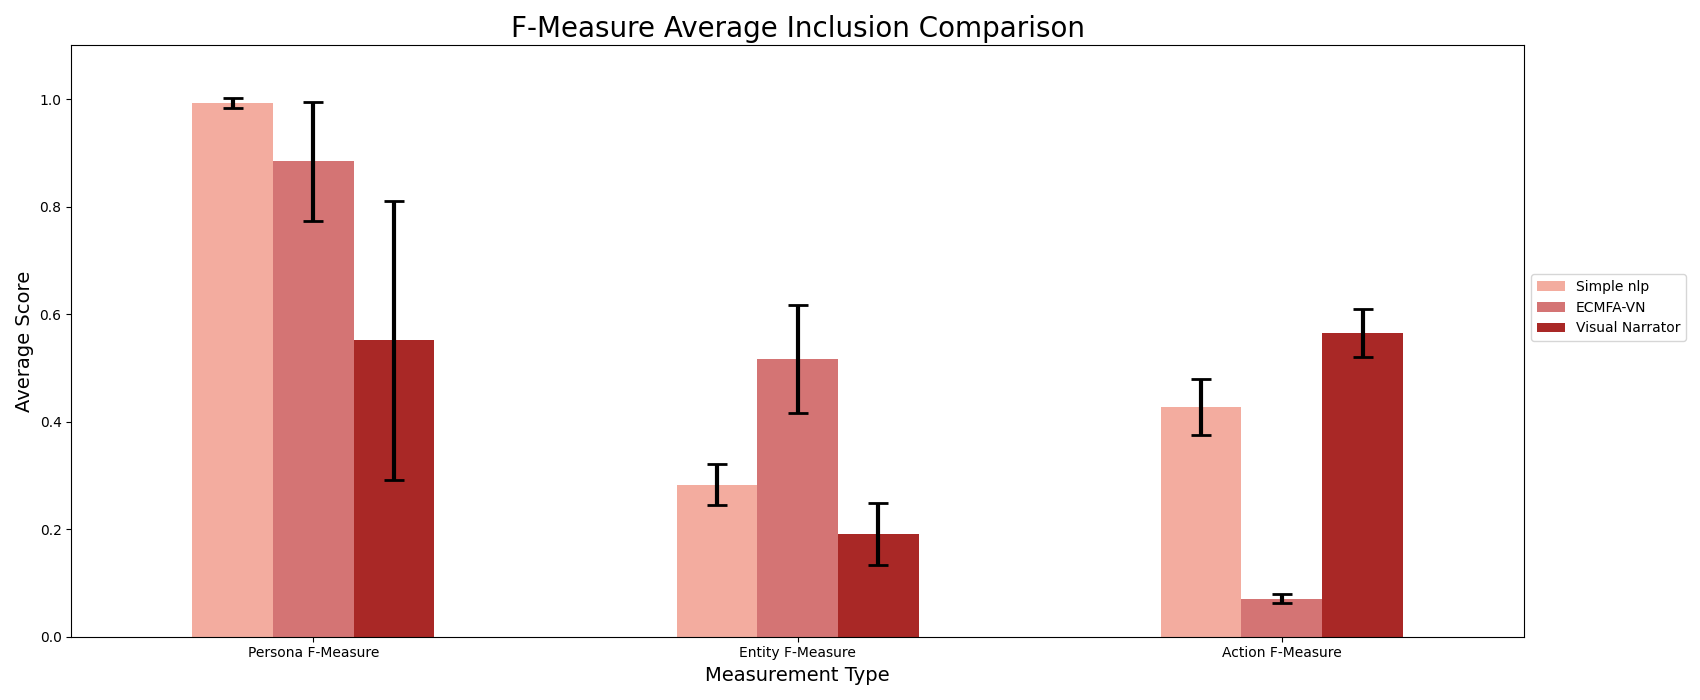 F-Measure Average Inclusion Comparison
Average Score
1.0
0.8
0.6
0.4
0.2
0.0
Persona F-Measure
Entity F-Measure
Action F-Measure
Measurement Type
Simple nlp
ECMFA-VN
Visual Narrator